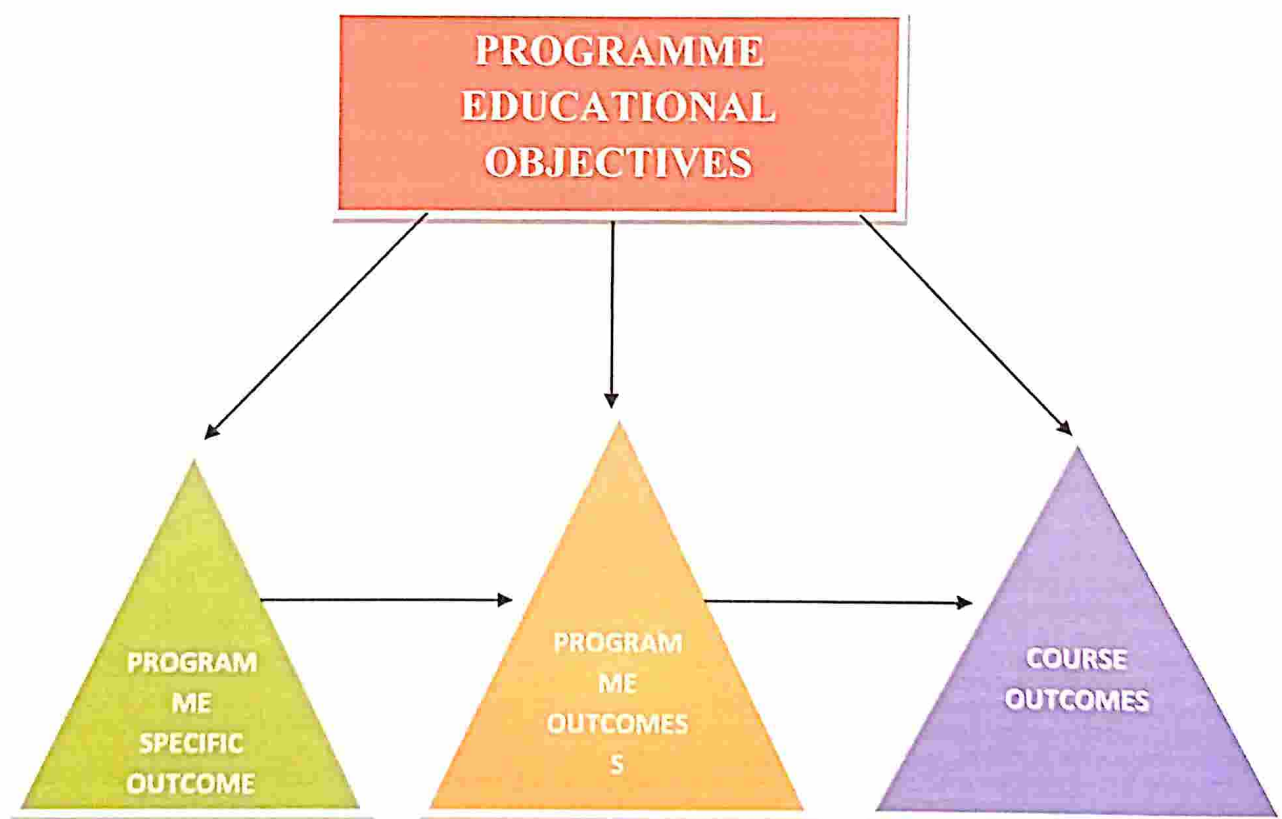 PROGRAMME
EDUCATIONAL
OBJECTIVES
PROGRAM
ME
SPECIFIC
OUTCOME
PROGRAM
ME
OUTCOMES
S
COURSE
OUTCOMES